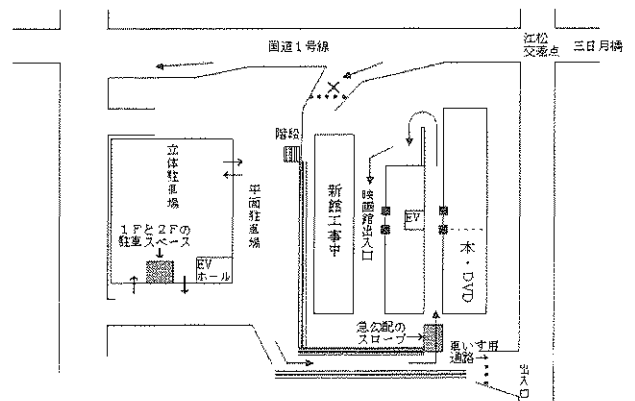 国道1号線
江松
交差点
三日月橋
階段
立体駐車場
平面駐車場
新館工事中
映画館出入口
EV
本・DVD
1Fと2Fの
駐車スペース
EV
ホール
急勾配の
スロープ
車いす用
通路
出入口